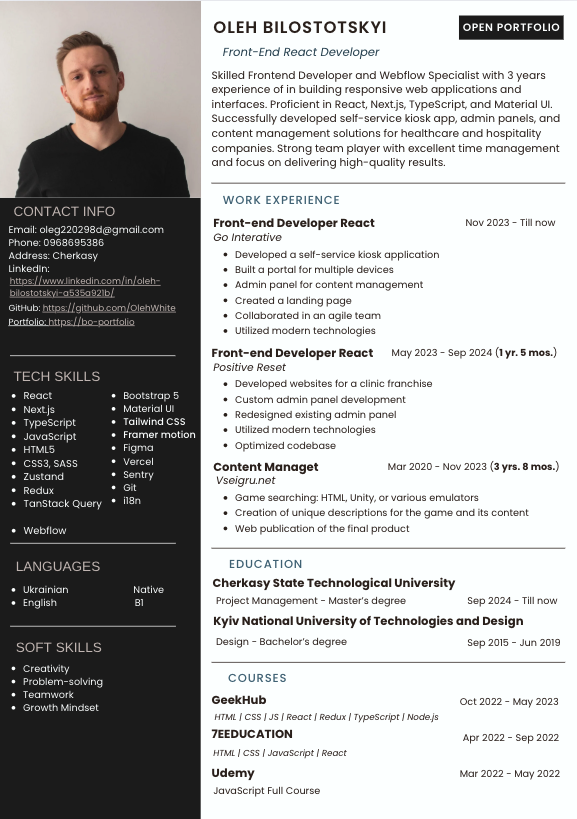 OLEH BILOSTOTSKYI
OPEN PORTFOLIO
Front-End React Developer
Skilled Frontend Developer and Webflow Specialist with 3 years
experience of in building responsive web applications and
interfaces. Proficient in React, Next.js, TypeScript, and Material UI.
Successfully developed self-service kiosk app, admin panels, and
content management solutions for healthcare and hospitality
companies. Strong team player with excellent time management
and focus on delivering high-quality results.
CONTACT INFO
Email: oleg220298d@gmail.com
Phone: 0968695386
Address: Cherkasy
LinkedIn:
https://www.linkedin.com/in/oleh-
bilostotskyi-a535a921b/
GitHub: https://github.com/OlehWhite
Portfolio: https://bo-portfolio
TECH SKILLS
React
Next.js
TypeScript
JavaScript
HTML5
CSS3, SASS
Zustand
Redux
TanStack Query
Webflow
Bootstrap 5
Material UI
Tailwind CSS
Framer motion
Figma
Vercel
Sentry
Git
i18n
LANGUAGES
Ukrainian Native
English B1
SOFT SKILLS
Creativity
Problem-solving
Teamwork
Growth Mindset
WORK EXPERIENCE
Front-end Developer React Nov 2023 - Till now
Go Interative
Developed a self-service kiosk application
Built a portal for multiple devices
Admin panel for content management
Created a landing page
Collaborated in an agile team
Utilized modern technologies
Front-end Developer React May 2023 - Sep 2024 (1 yr. 5 mos.)
Positive Reset
Developed websites for a clinic franchise
Custom admin panel development
Redesigned existing admin panel
Utilized modern technologies
Optimized codebase
Content Managet Mar 2020 - Nov 2023 (3 yrs. 8 mos.)
Vseigru.net
Game searching: HTML, Unity, or various emulators
Creation of unique descriptions for the game and its content
Web publication of the final product
EDUCATION
Cherkasy State Technological University
Project Management - Master's degree Sep 2024 - Till now
Kyiv National University of Technologies and Design
Design - Bachelor's degree Sep 2015 - Jun 2019
COURSES
GeekHub Oct 2022 - May 2023
HTML | CSS | JS | React | Redux | TypeScript | Node.js
7EEDUCATION Apr 2022 - Sep 2022
HTML | CSS | JavaScript | React
Udemy Mar 2022 - May 2022
JavaScript Full Course